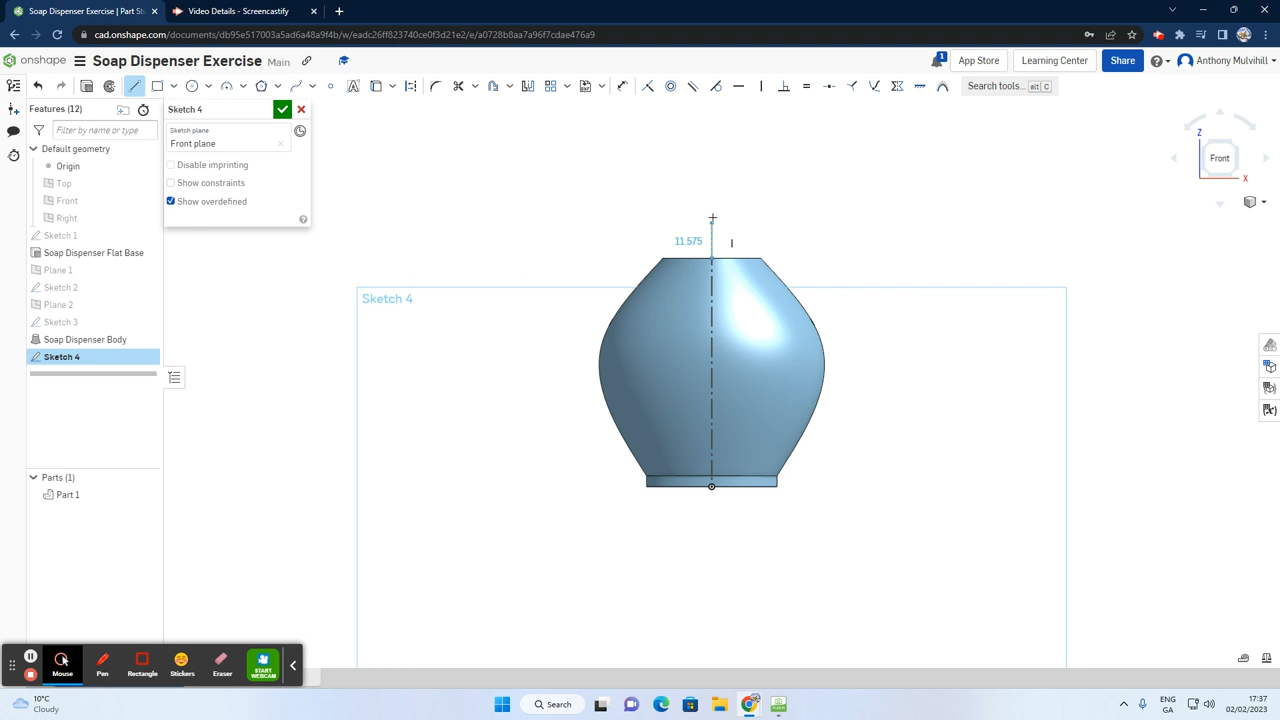 Soap Dispenser Exercise | Part St
Video Details - Screencastify
cad.onshape.com/documents/db95e517003a5ad6a48a9f4b/w/eadc26ff823740ce0f3d21e2/e/a0728b8aa7a96f7cdae476a9
onshape
Soap Dispenser Exercise Main
1
App Store
Learning Center
Share
Anthony Mulvihill
Search tools... alt C
Features (12)
Filter by name or type
Default geometry
Origin
Top
Front
Right
Sketch 1
Soap Dispenser Flat Base
Plane 1
Sketch 2
Plane 2
Sketch 3
Soap Dispenser Body
Sketch 4
Parts (1)
Part 1
Sketch 4
Sketch plane
Front plane
Disable imprinting
Show constraints
Show overdefined
11.575
Sketch 4
Z
Front
X
Mouse
Pen
Rectangle
Stickers
Eraser
START
WEBCAM
10°C
Cloudy
Search
ENG
GA
17:37
02/02/2023